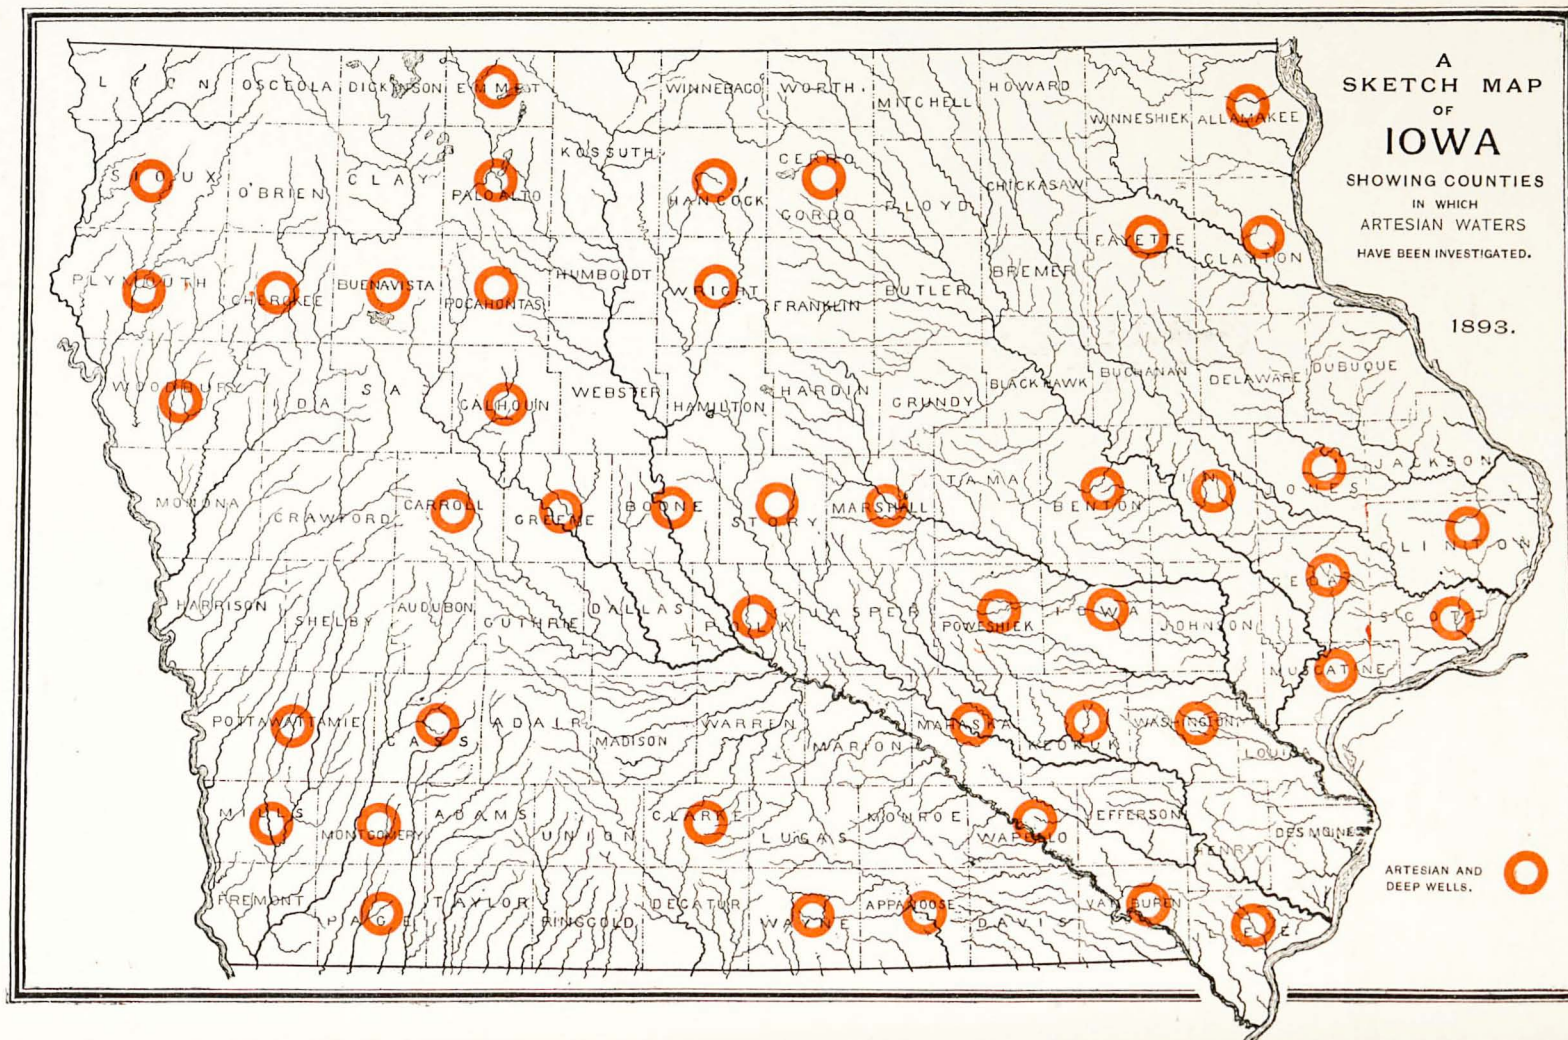 A
SKETCH MAP
OF
IOWA
SHOWING COUNTIES
IN WHICH
ARTESIAN WATERS
HAVE BEEN INVESTIGATED.
1893.
LYON OSCEOLA DICKINSON EMMET WINNEBAGO WORTH. MITCHELL HOWARD WINNESHIEK ALLAMAKEE
SIOUX O'BRIEN CLAY PALO ALTO KOSSUTH HANCOCK CERRO GORDO FLOYD CHICKASAW FAYETTE CLAYTON
PLYMOUTH CHEROKEE BUENAVISTA POCAHONTAS HUMBOLDT WRIGHT FRANKLIN BUTLER BREMER
WOODBURY IDA SAC CALHOUN WEBSTER HAMILTON HARDIN GRUNDY BLACKHAWK BUCHANAN DELAWARE DUBUQUE
MONONA CRAWFORD CARROLL GREENE BOONE STORY MARSHALL TAMA BENTON LINN JONES JACKSON
CLINTON
HARRISON SHELBY AUDUBON GUTHRIE DALLAS POLK JASPER POWESHIEK IOWA JOHNSON CEDAR SCOTT
MUSCATINE
POTTAWATTAMIE CASS ADAIR MADISON WARREN MARION MAHASKA KEOKUK WASHINGTON LOUISA
MILLS MONTGOMERY ADAMS UNION CLARKE LUCAS MONROE WAPELLO JEFFERSON HENRY DESMOINES
FREMONT PAGE TAYLOR RINGGOLD DECATUR WAYNE APPANOOSE DAVIS VAN BUREN LEE
ARTESIAN AND
DEEP WELLS.